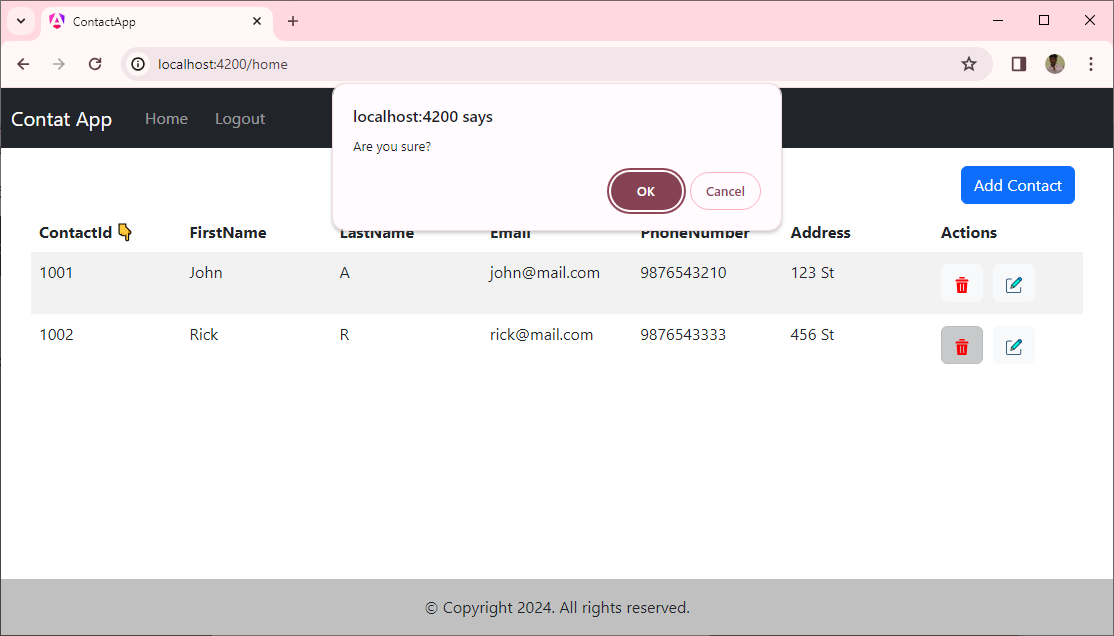 ContactApp
localhost:4200/home
Contat App Home Logout
localhost:4200 says
Are you sure?
OK Cancel
Add Contact
ContactId 👇 FirstName LastName Email PhoneNumber Address Actions
1001 John A john@mail.com 9876543210 123 St
1002 Rick R rick@mail.com 9876543333 456 St
© Copyright 2024. All rights reserved.